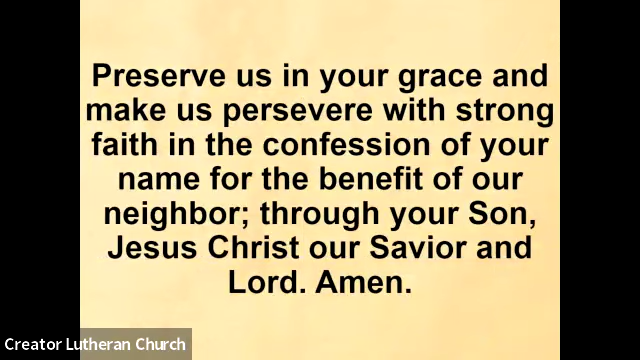 Preserve us in your grace and
make us persevere with strong
faith in the confession of your
name for the benefit of our
neighbor; through your Son,
Jesus Christ our Savior and
Lord. Amen.
Creator Lutheran Church